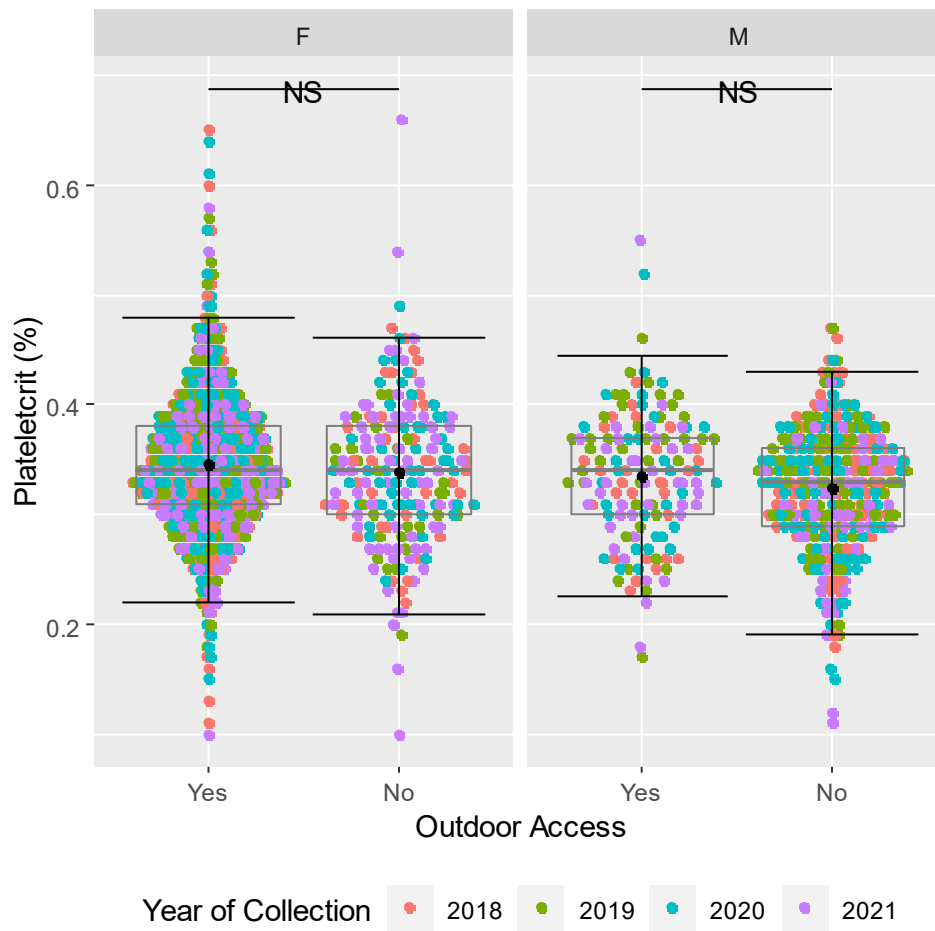 F
M
NS
NS
0.6
0.4
0.2
Plateletcrit (%)
Yes
No
Yes
No
Outdoor Access
Year of Collection 2018 2019 2020 2021